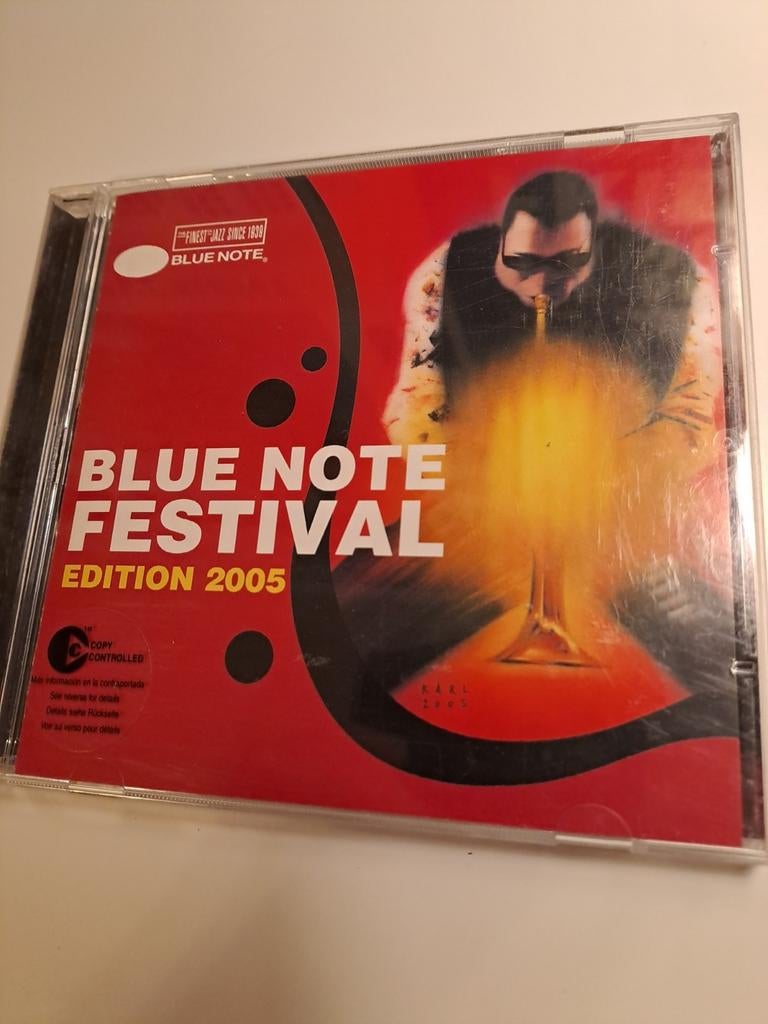 THE FINEST IN JAZZ SINCE 1939
BLUE NOTE®
BLUE NOTE
FESTIVAL
EDITION 2005
TM
COPY
CONTROLLED
Más información en la contraportada
See reverse for details
Details siehe Rückseite
Voir au verso pour détails
KARL
2005